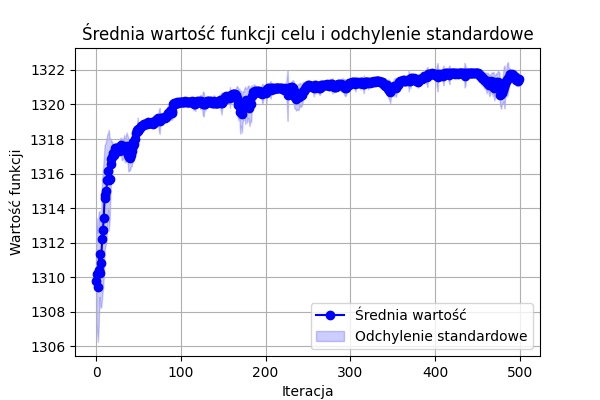 Średnia wartość funkcji celu i odchylenie standardowe
Wartość funkcji
1322
1320
1318
1316
1314
1312
1310
1308
1306
Średnia wartość
Odchylenie standardowe
0 100 200 300 400 500
Iteracja